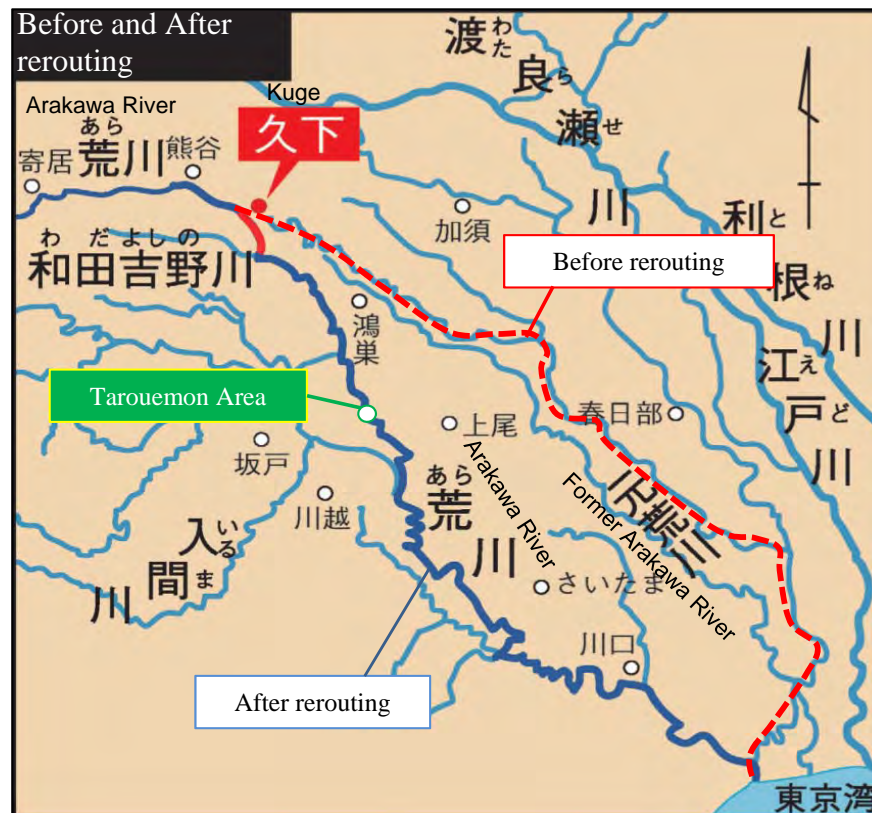 Before and After
rerouting
Arakawa River
あら
荒川
寄居
熊谷
Kuge
久下
わた
渡
ら
良
せ
瀬
川
と
利
ね
根
川
え
江
ど
戸
川
わだよしの
和田吉野川
加須
Before rerouting
鴻巣
Tarouemon Area
坂戸
上尾
春日部
川越
あら
荒
川
Arakawa River
元荒川
Former Arakawa River
いる
入
ま
間
川
さいたま
川口
After rerouting
東京湾